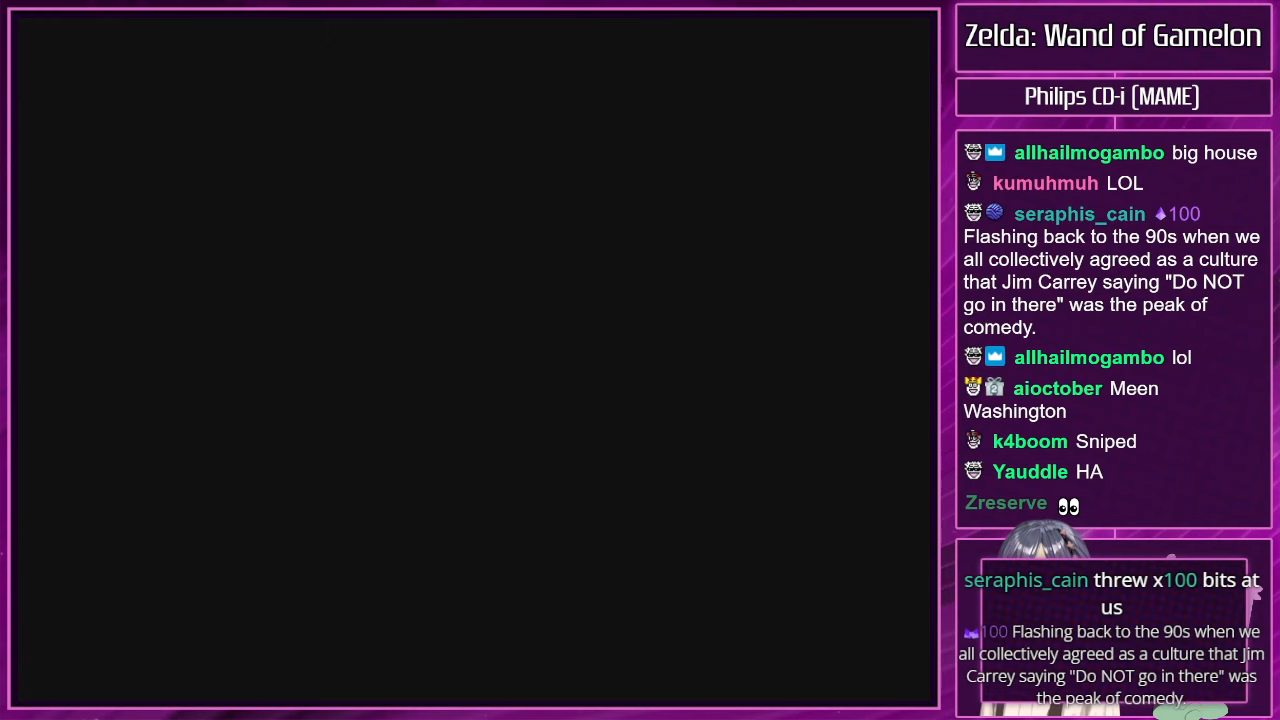 Zelda: Wand of Gamelon
Philips CD-i [MAME]
allhailmogambo big house
kumuhmuh LOL
seraphis_cain 100
Flashing back to the 90s when we
all collectively agreed as a culture
that Jim Carrey saying "Do NOT
go in there" was the peak of
comedy.
allhailmogambo lol
aioctober Meen
Washington
k4boom Sniped
Yauddle HA
Zreserve
seraphis_cain threw x100 bits at
us
100 Flashing back to the 90s when we
all collectively agreed as a culture that Jim
Carrey saying "Do NOT go in there" was
the peak of comedy.